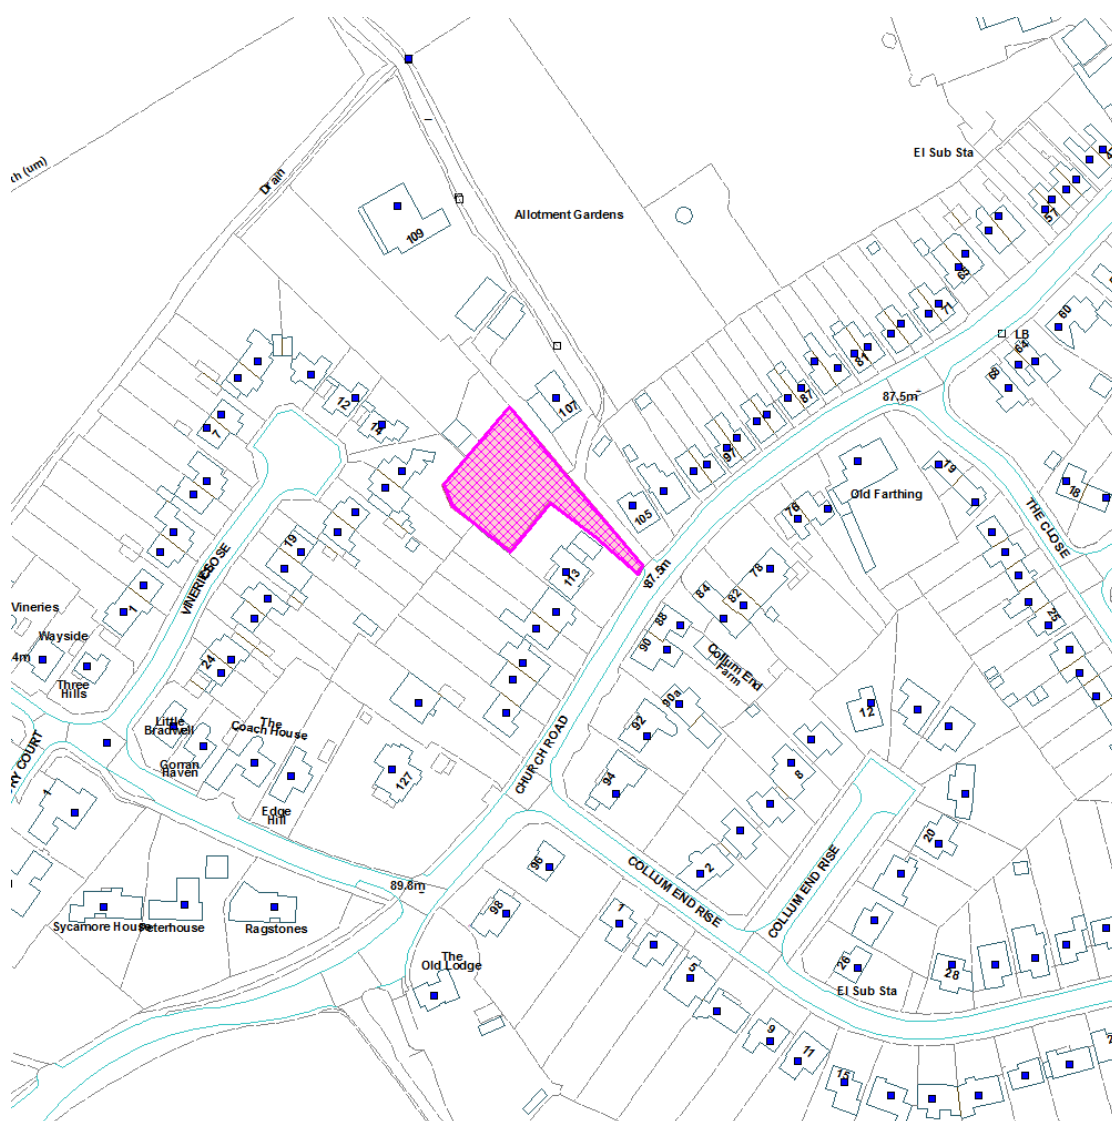 El Sub Sta
ch (um)
Drain
57
Allotment Gardens
109
65
71
60
LB
64
81
68
87
87.5m
12
107
14
7
97
19
18
Old Farthing
105
76
THE CLOSE
19
VINERIES
CLOSE
113
87.5m
78
84
82
1
88
25
Vineries
Wayside
90
4m
24
Collum End
Farm
Three
Hills
90a
Little
Bradwell
The
Coach House
92
12
RY COURT
Gorran
Haven
CHURCH ROAD
127
8
94
1
Edge
Hill
20
96
COLLUM END RISE
2
COLLUM END RISE
89.8m
98
1
Sycamore House
Peterhouse
Ragstones
The
Old Lodge
5
26
28
El Sub Sta
9
11
15
2